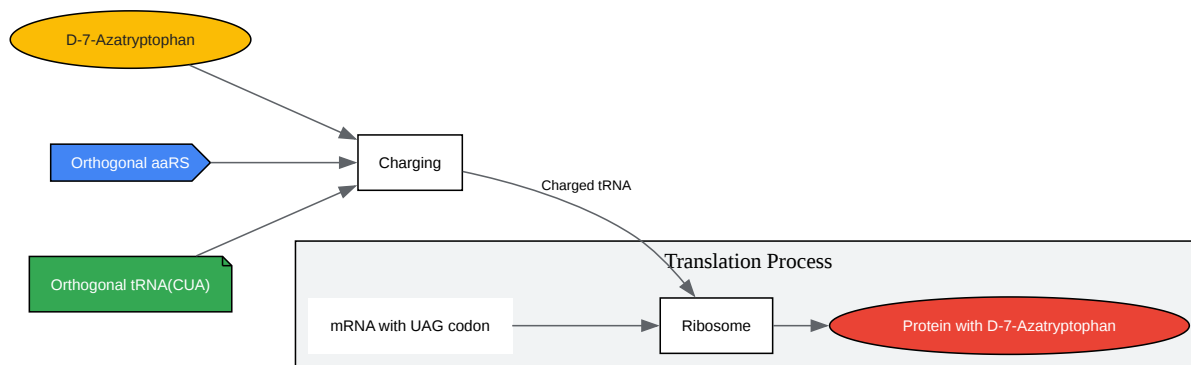 D-7-Azatryptophan
Orthogonal aaRS
Charging
Charged tRNA
Orthogonal tRNA(CUA)
Translation Process
mRNA with UAG codon
Ribosome
Protein with D-7-Azatryptophan